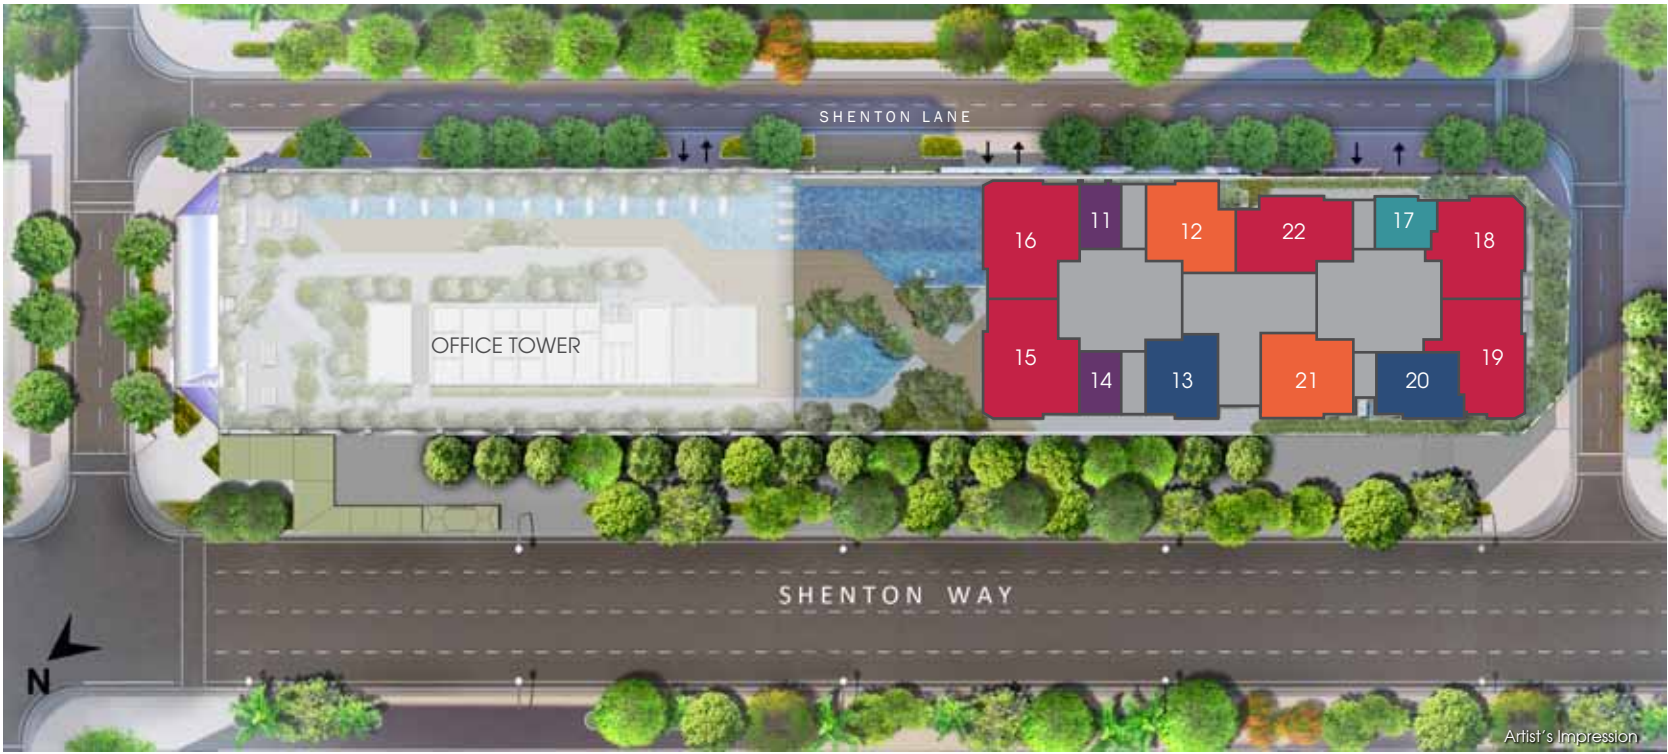 SHENTON LANE
16
11
12
22
17
18
OFFICE TOWER
15
14
13
21
20
19
SHENTON WAY
N
Artist's Impression